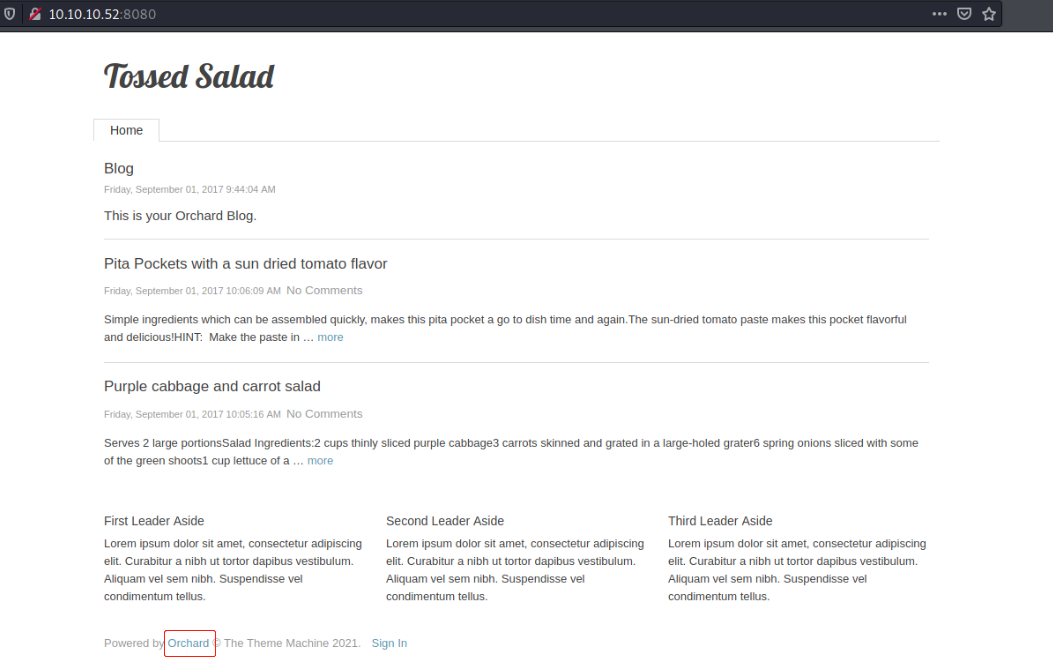 10.10.10.52:8080
Tossed Salad
Home
Blog
Friday, September 01, 2017 9:44:04 AM
This is your Orchard Blog.
Pita Pockets with a sun dried tomato flavor
Friday, September 01, 2017 10:06:09 AM No Comments
Simple ingredients which can be assembled quickly, makes this pita pocket a go to dish time and again.The sun-dried tomato paste makes this pocket flavorful
and delicious!HINT:  Make the paste in … more
Purple cabbage and carrot salad
Friday, September 01, 2017 10:05:16 AM No Comments
Serves 2 large portionsSalad Ingredients:2 cups thinly sliced purple cabbage3 carrots skinned and grated in a large-holed grater6 spring onions sliced with some
of the green shoots1 cup lettuce of a … more
First Leader Aside
Lorem ipsum dolor sit amet, consectetur adipiscing
elit. Curabitur a nibh ut tortor dapibus vestibulum.
Aliquam vel sem nibh. Suspendisse vel
condimentum tellus.
Second Leader Aside
Lorem ipsum dolor sit amet, consectetur adipiscing
elit. Curabitur a nibh ut tortor dapibus vestibulum.
Aliquam vel sem nibh. Suspendisse vel
condimentum tellus.
Third Leader Aside
Lorem ipsum dolor sit amet, consectetur adipiscing
elit. Curabitur a nibh ut tortor dapibus vestibulum.
Aliquam vel sem nibh. Suspendisse vel
condimentum tellus.
Powered by Orchard © The Theme Machine 2021. Sign In